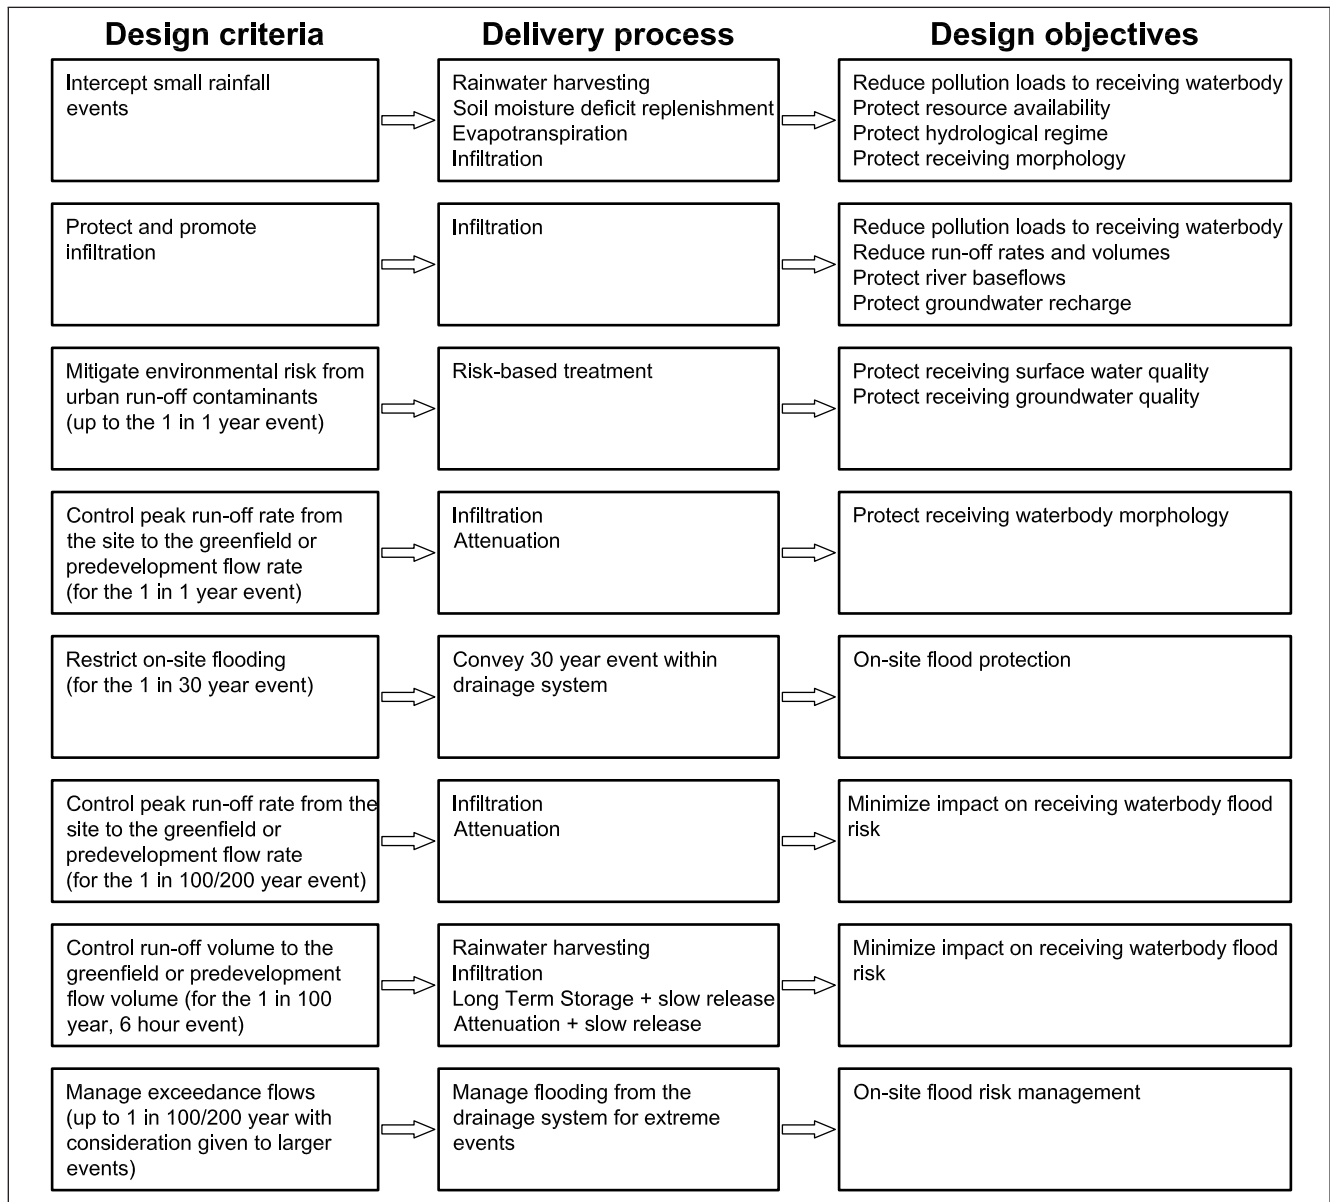 Design criteria
Delivery process
Design objectives
Intercept small rainfall
events
Rainwater harvesting
Soil moisture deficit replenishment
Evapotranspiration
Infiltration
Reduce pollution loads to receiving waterbody
Protect resource availability
Protect hydrological regime
Protect receiving morphology
Protect and promote
infiltration
Infiltration
Reduce pollution loads to receiving waterbody
Reduce run-off rates and volumes
Protect river baseflows
Protect groundwater recharge
Mitigate environmental risk from
urban run-off contaminants
(up to the 1 in 1 year event)
Risk-based treatment
Protect receiving surface water quality
Protect receiving groundwater quality
Control peak run-off rate from
the site to the greenfield or
predevelopment flow rate
(for the 1 in 1 year event)
Infiltration
Attenuation
Protect receiving waterbody morphology
Restrict on-site flooding
(for the 1 in 30 year event)
Convey 30 year event within
drainage system
On-site flood protection
Control peak run-off rate from the
site to the greenfield or
predevelopment flow rate
(for the 1 in 100/200 year event)
Infiltration
Attenuation
Minimize impact on receiving waterbody flood
risk
Control run-off volume to the
greenfield or predevelopment
flow volume (for the 1 in 100
year, 6 hour event)
Rainwater harvesting
Infiltration
Long Term Storage + slow release
Attenuation + slow release
Minimize impact on receiving waterbody flood
risk
Manage exceedance flows
(up to 1 in 100/200 year with
consideration given to larger
events)
Manage flooding from the
drainage system for extreme
events
On-site flood risk management